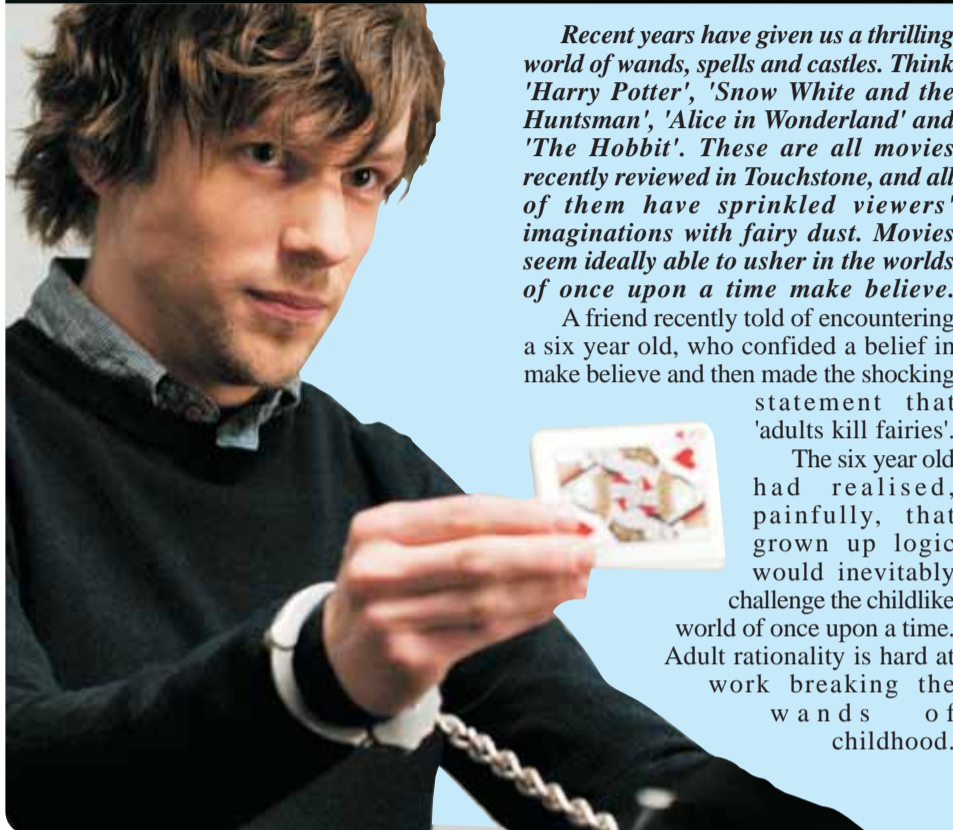 Recent years have given us a thrilling
world of wands, spells and castles. Think
'Harry Potter', 'Snow White and the
Huntsman', 'Alice in Wonderland' and
'The Hobbit'. These are all movies
recently reviewed in Touchstone, and all
of them have sprinkled viewers'
imaginations with fairy dust. Movies
seem ideally able to usher in the worlds
of once upon a time make believe.
A friend recently told of encountering
a six year old, who confided a belief in
make believe and then made the shocking
statement that
'adults kill fairies'.
The six year old
had realised,
painfully, that
grown up logic
would inevitably
challenge the childlike
world of once upon a time.
Adult rationality is hard at
work breaking the
wands of
childhood.